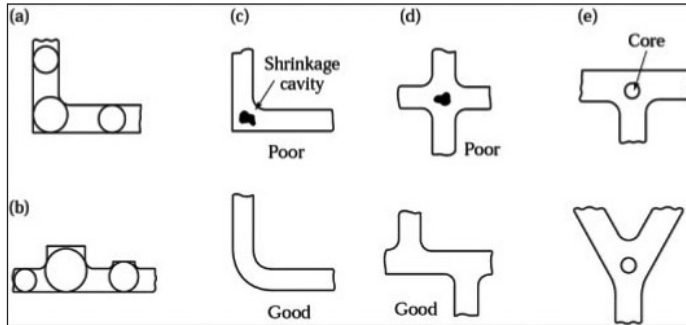 (a)
(c)
(d)
(e)
Shrinkage
cavity
Core
Poor
Poor
(b)
Good
Good